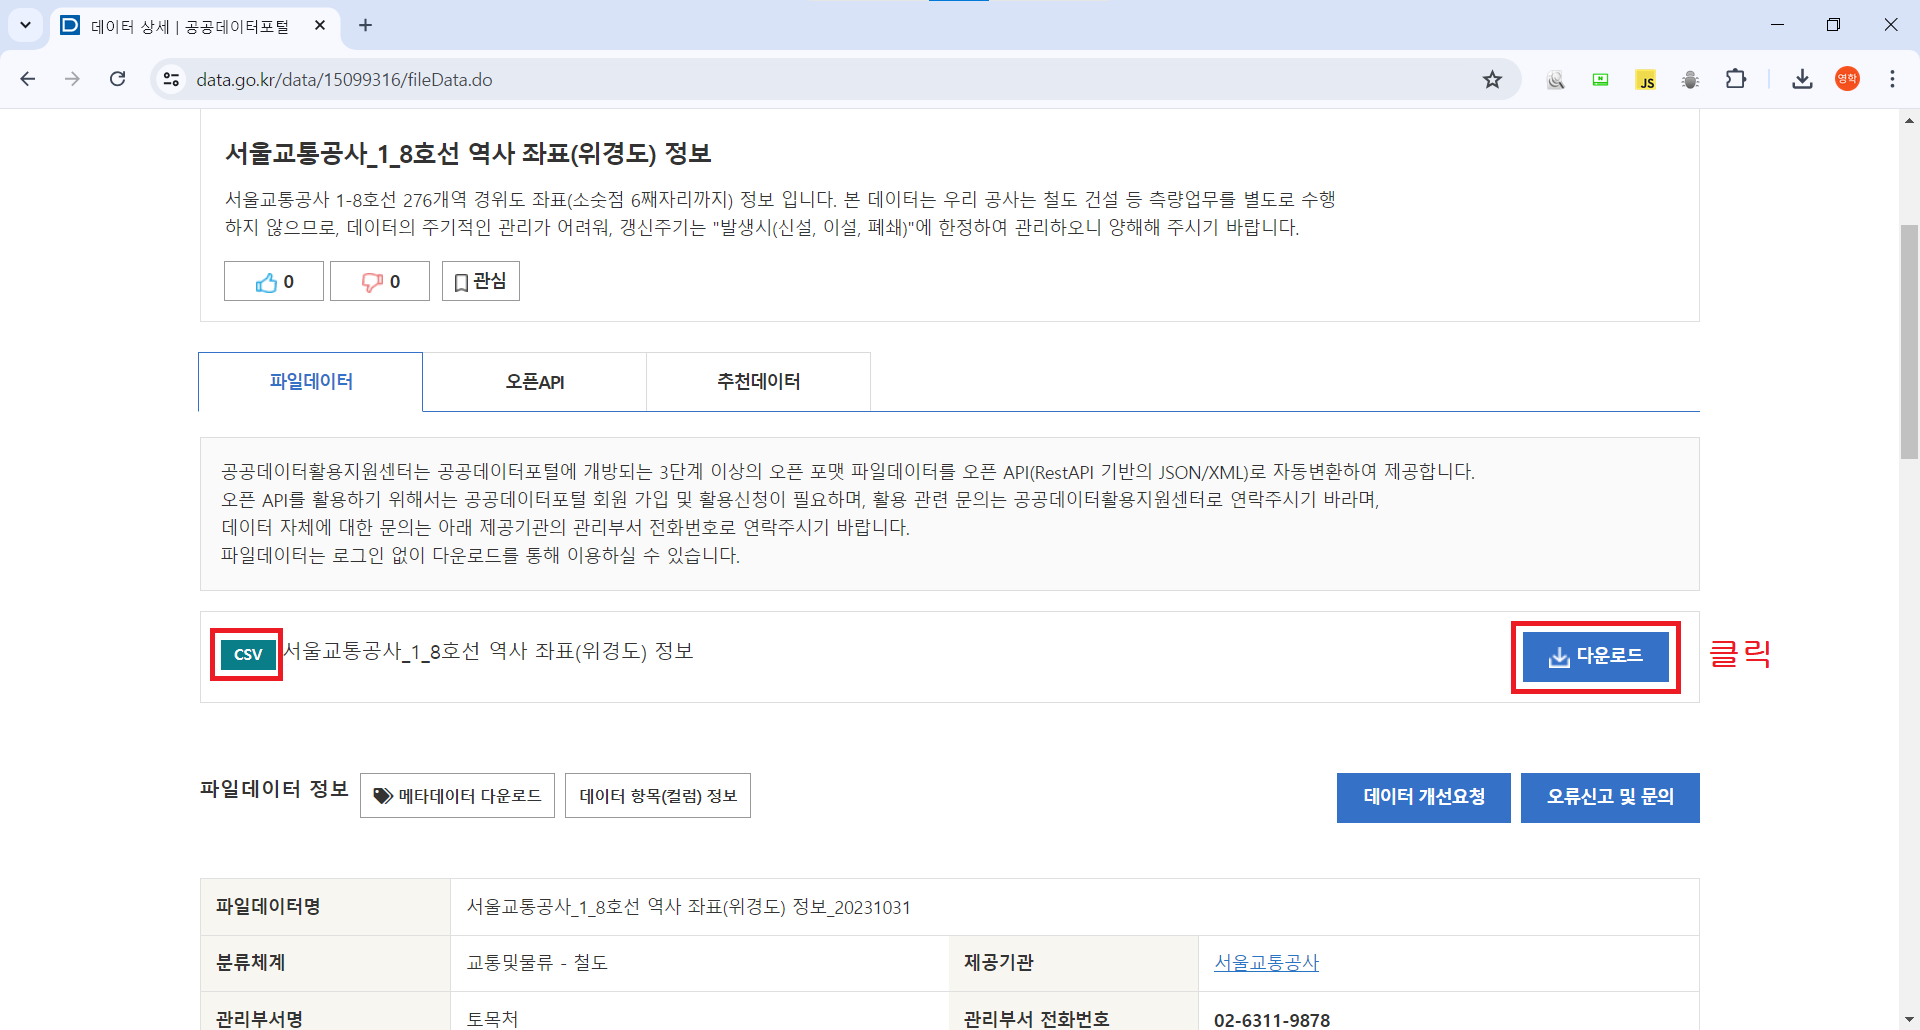 데이터 상세 | 공공데이터포털
data.go.kr/data/15099316/fileData.do
JS
영학
서울교통공사_1_8호선 역사 좌표(위경도) 정보
서울교통공사 1-8호선 276개역 경위도 좌표(소숫점 6째자리까지) 정보 입니다. 본 데이터는 우리 공사는 철도 건설 등 측량업무를 별도로 수행
하지 않으므로, 데이터의 주기적인 관리가 어려워, 갱신주기는 "발생시(신설, 이설, 폐쇄)"에 한정하여 관리하오니 양해해 주시기 바랍니다.
0 0 관심
파일데이터 오픈API 추천데이터
공공데이터활용지원센터는 공공데이터포털에 개방되는 3단계 이상의 오픈 포맷 파일데이터를 오픈 API(RestAPI 기반의 JSON/XML)로 자동변환하여 제공합니다.
오픈 API를 활용하기 위해서는 공공데이터포털 회원 가입 및 활용신청이 필요하며, 활용 관련 문의는 공공데이터활용지원센터로 연락주시기 바라며,
데이터 자체에 대한 문의는 아래 제공기관의 관리부서 전화번호로 연락주시기 바랍니다.
파일데이터는 로그인 없이 다운로드를 통해 이용하실 수 있습니다.
CSV 서울교통공사_1_8호선 역사 좌표(위경도) 정보 다운로드 클릭
파일데이터 정보 메타데이터 다운로드 데이터 항목(컬럼) 정보 데이터 개선요청 오류신고 및 문의
파일데이터명 서울교통공사_1_8호선 역사 좌표(위경도) 정보_20231031
분류체계 교통및물류 - 철도 제공기관 서울교통공사
관리부서명 토목처 관리부서 전화번호 02-6311-9878